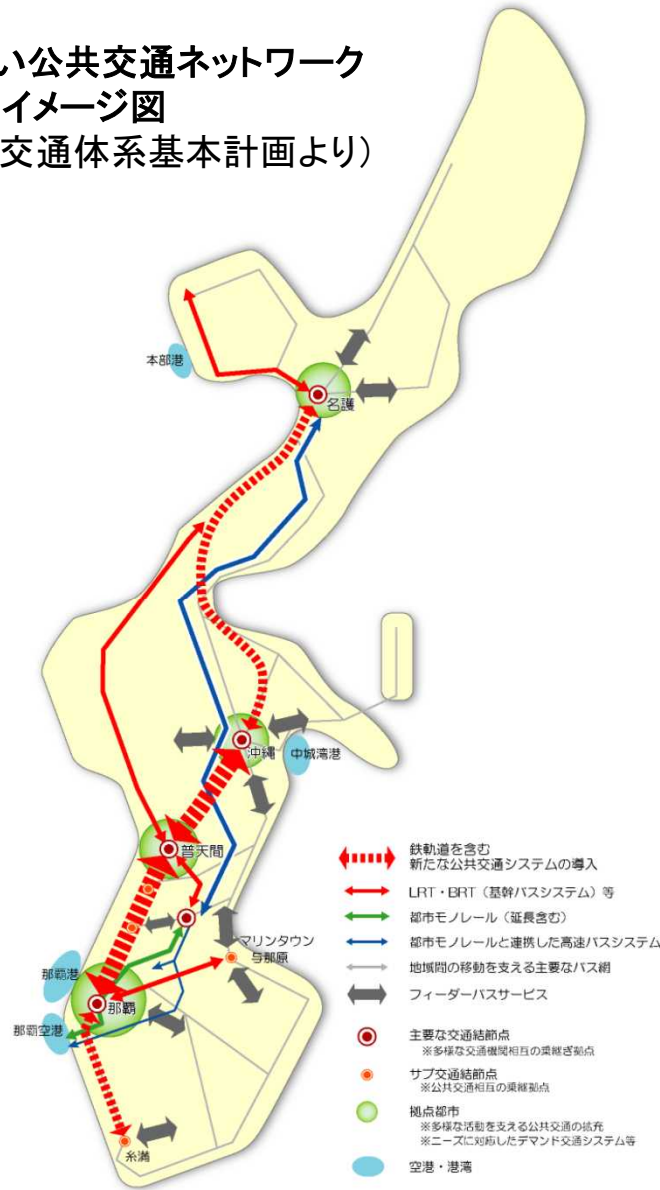 い公共交通ネットワーク
イメージ図
交通体系基本計画より）
本部港
名護
沖縄
中城湾港
普天間
マリンタウン
与那原
那覇港
那覇
那覇空港
糸満
鉄軌道を含む
新たな公共交通システムの導入
LRT・BRT（基幹バスシステム）等
都市モノレール（延長含む）
都市モノレールと連携した高速バスシステム
地域間の移動を支える主要なバス網
フィーダーバスサービス
主要な交通結節点
※多様な交通機関相互の乗継ぎ拠点
サブ交通結節点
※公共交通相互の乗継拠点
拠点都市
※多様な活動を支える公共交通の拡充
※ニーズに対応したデマンド交通システム等
空港・港湾